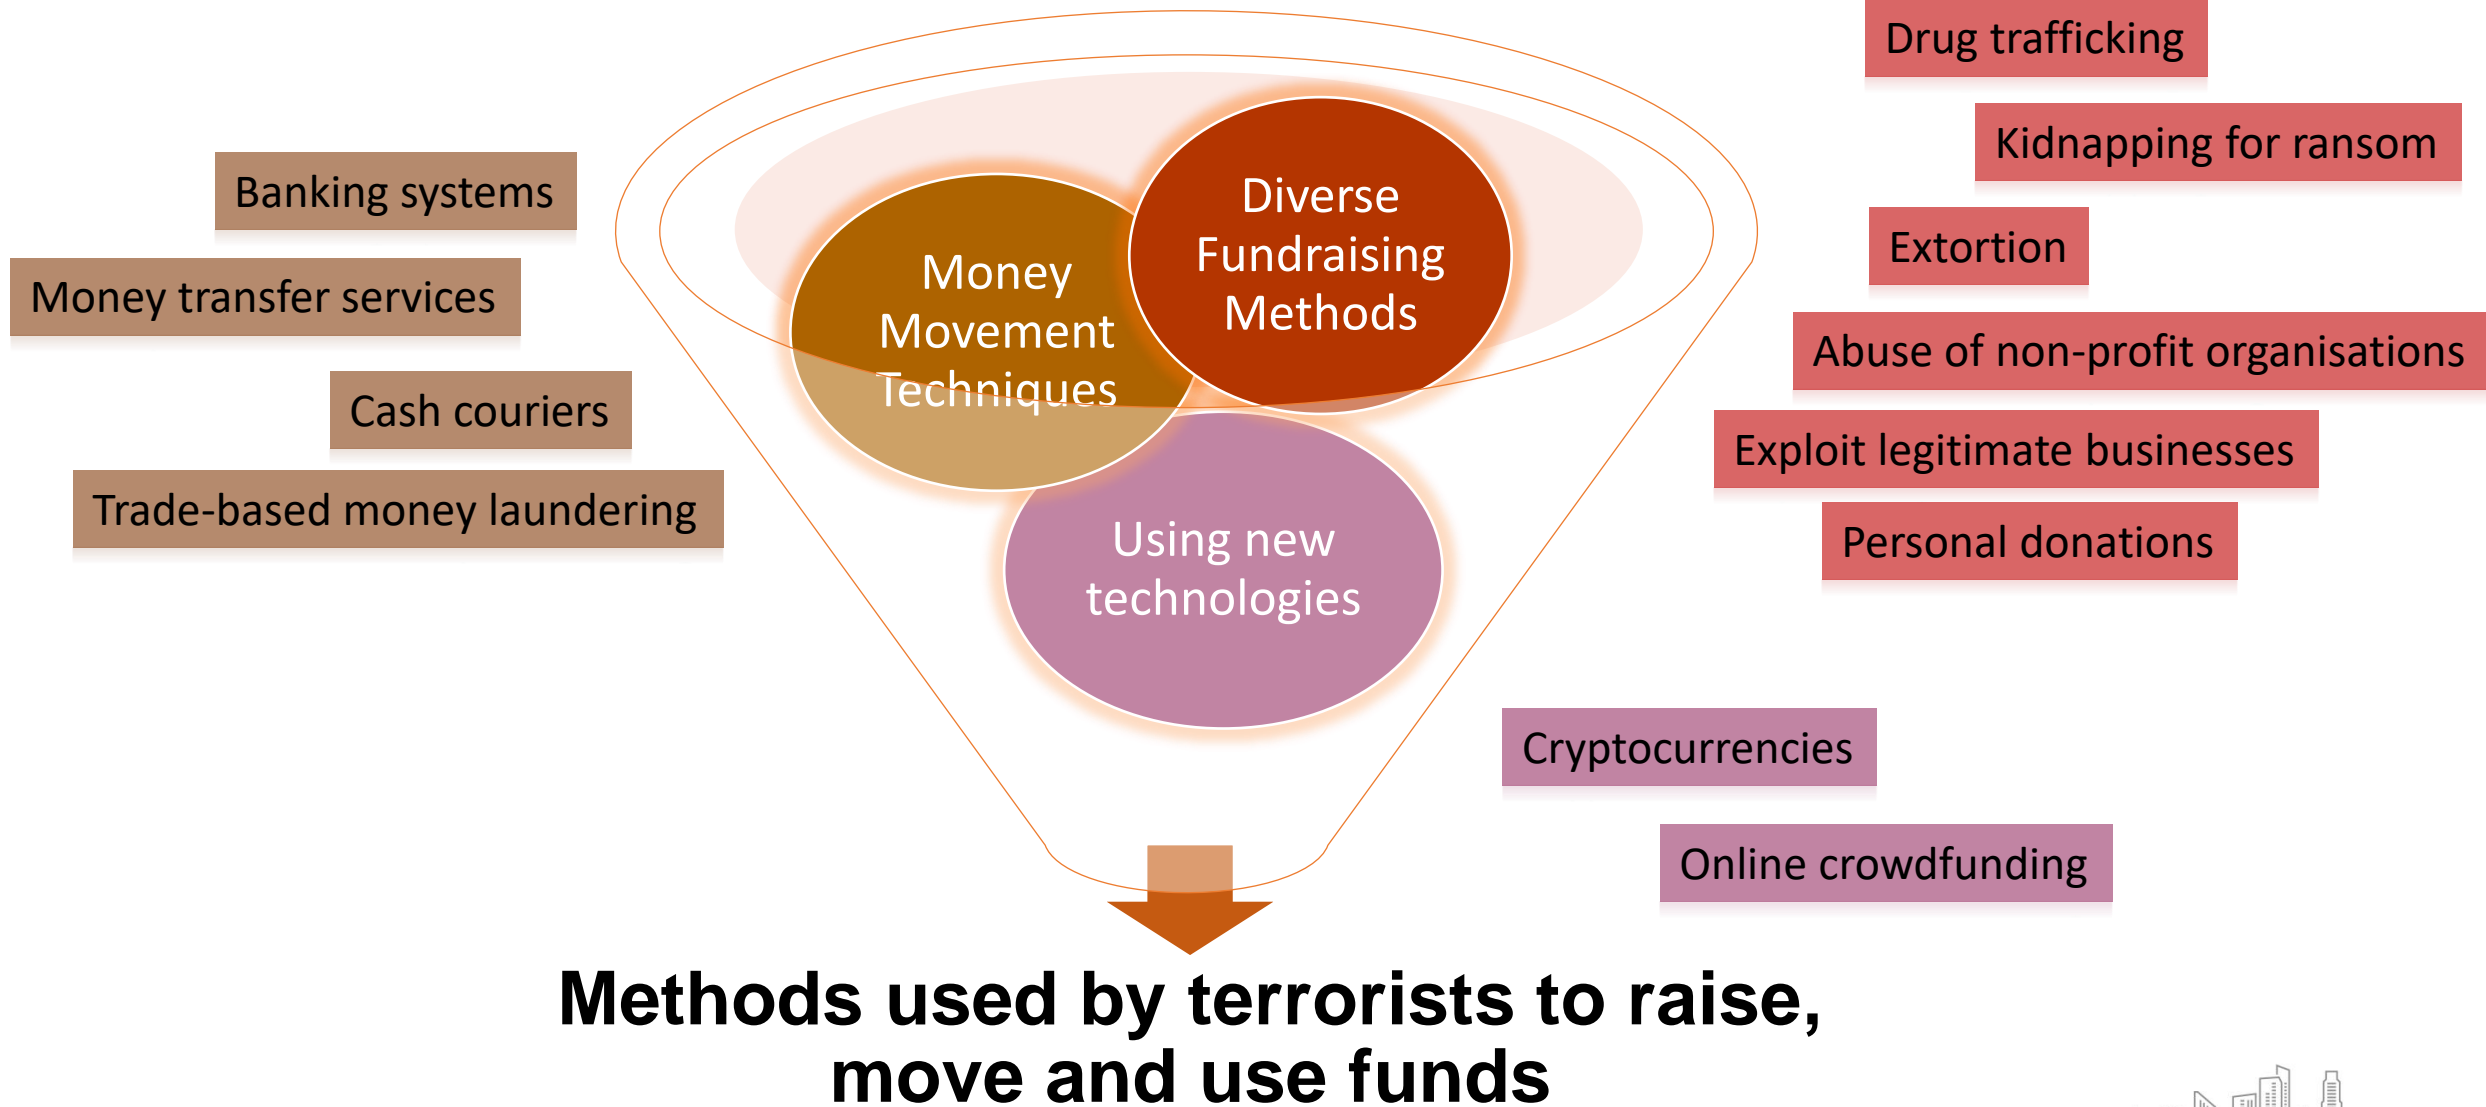 Banking systems
Money transfer services
Cash couriers
Trade-based money laundering
Money
Movement
Techniques
Diverse
Fundraising
Methods
Using new
technologies
Drug trafficking
Kidnapping for ransom
Extortion
Abuse of non-profit organisations
Exploit legitimate businesses
Personal donations
Cryptocurrencies
Online crowdfunding
Methods used by terrorists to raise,
move and use funds